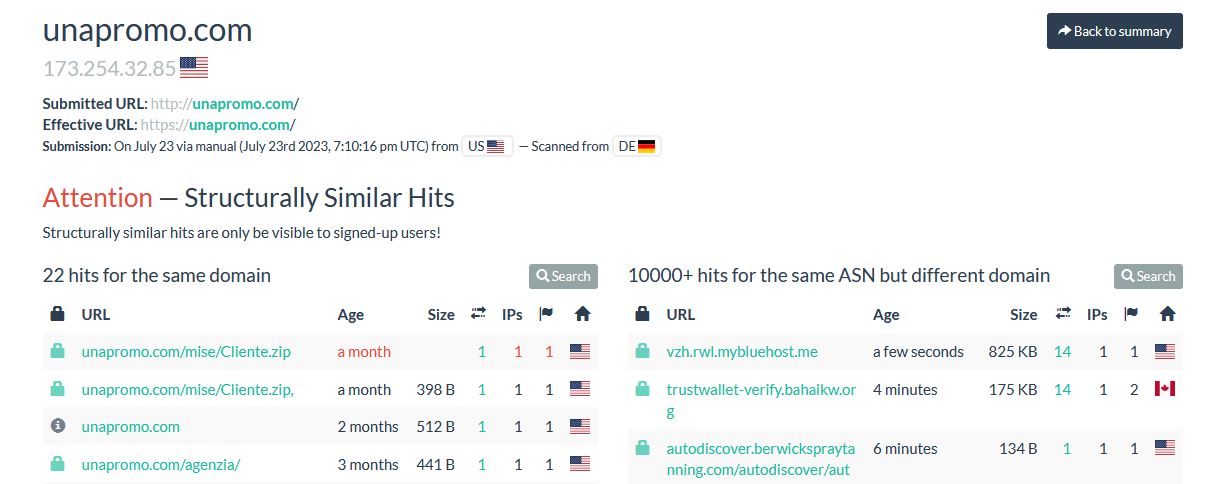 unapromo.com
Back to summary
173.254.32.85
Submitted URL: http://unapromo.com/
Effective URL: https://unapromo.com/
Submission: On July 23 via manual (July 23rd 2023, 7:10:16 pm UTC) from US — Scanned from DE
Attention — Structurally Similar Hits
Structurally similar hits are only be visible to signed-up users!
22 hits for the same domain
Search
URL Age Size IPs
unapromo.com/mise/Cliente.zip a month 1 1 1
unapromo.com/mise/Cliente.zip, a month 398 B 1 1 1
unapromo.com 2 months 512 B 1 1 1
unapromo.com/agenzia/ 3 months 441 B 1 1 1
10000+ hits for the same ASN but different domain
Search
URL Age Size IPs
vzh.rwl.mybluehost.me a few seconds 825 KB 14 1 1
trustwallet-verify.bahaikw.or 4 minutes 175 KB 14 1 2
g
autodiscover.berwickspraytа 6 minutes 134 B 1 1 1
nning.com/autodiscover/aut